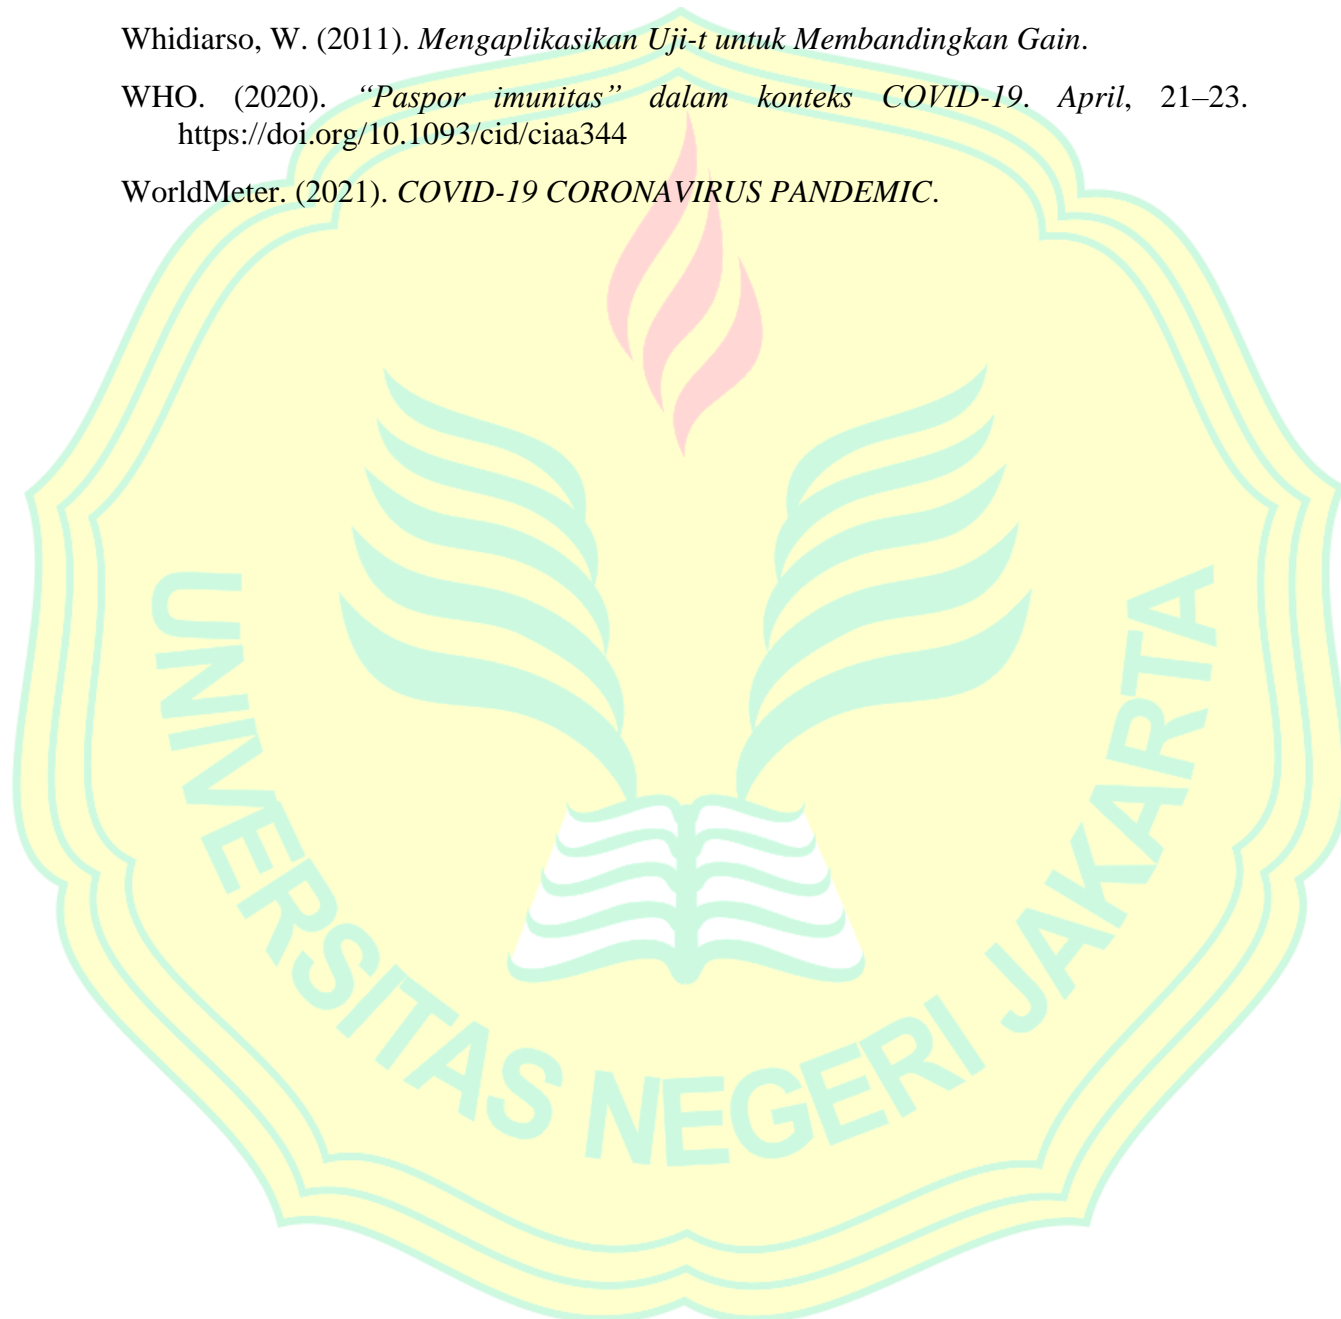 Whidiarso, W. (2011). Mengaplikasikan Uji-t untuk Membandingkan Gain.
WHO. (2020). “Paspor imunitas” dalam konteks COVID-19. April, 21–23.
https://doi.org/10.1093/cid/ciaa344
WorldMeter. (2021). COVID-19 CORONAVIRUS PANDEMIC.
UNIVERSITAS NEGERI JAKARTA